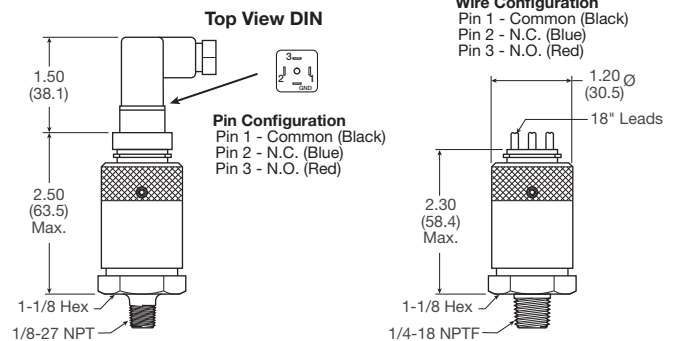 Top View DIN
3
2
1
GND
1.50
(38.1)
Pin Configuration
Pin 1 - Common (Black)
Pin 2 - N.C. (Blue)
Pin 3 - N.O. (Red)
2.50
(63.5)
Max.
1-1/8 Hex
1/8-27 NPT
Wire Configuration
Pin 1 - Common (Black)
Pin 2 - N.C. (Blue)
Pin 3 - N.O. (Red)
1.20 Ø
(30.5)
18" Leads
2.30
(58.4)
Max.
1-1/8 Hex
1/4-18 NPTF